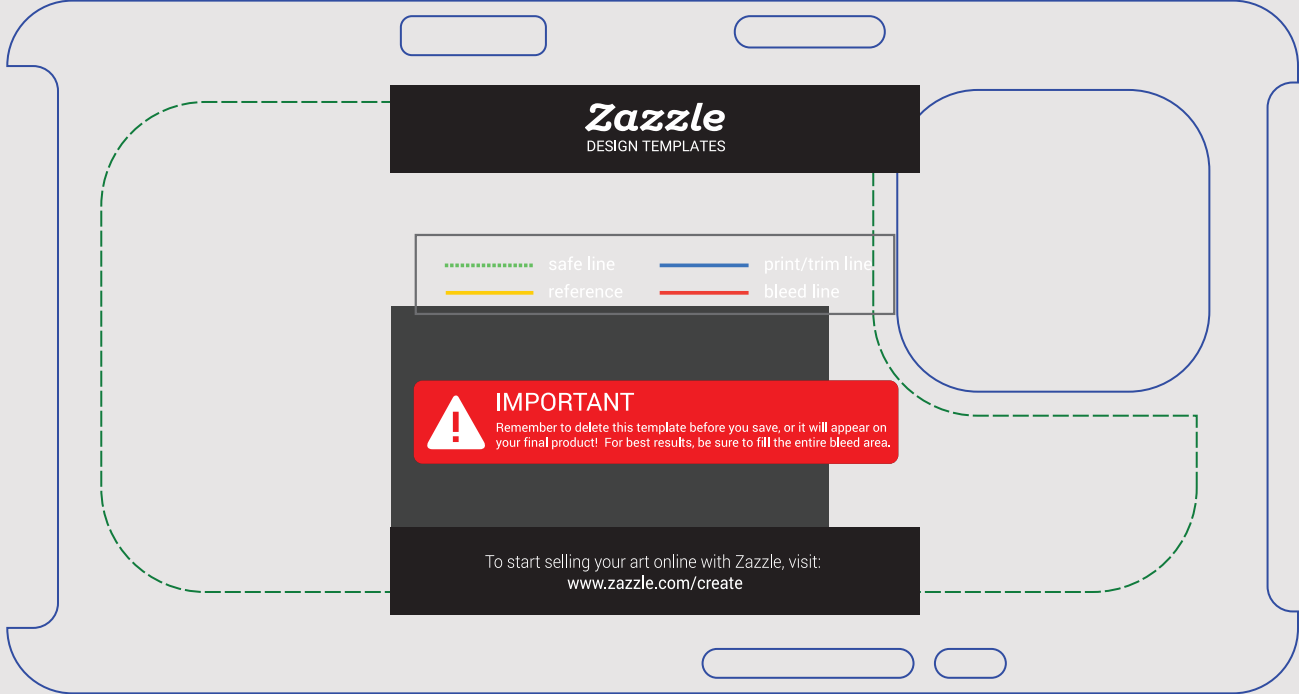 Zazzle
DESIGN TEMPLATES
safe line
print/trim line
reference
bleed line
IMPORTANT
Remember to delete this template before you save, or it will appear on
your final product! For best results, be sure to fill the entire bleed area.
To start selling your art online with Zazzle, visit:
www.zazzle.com/create